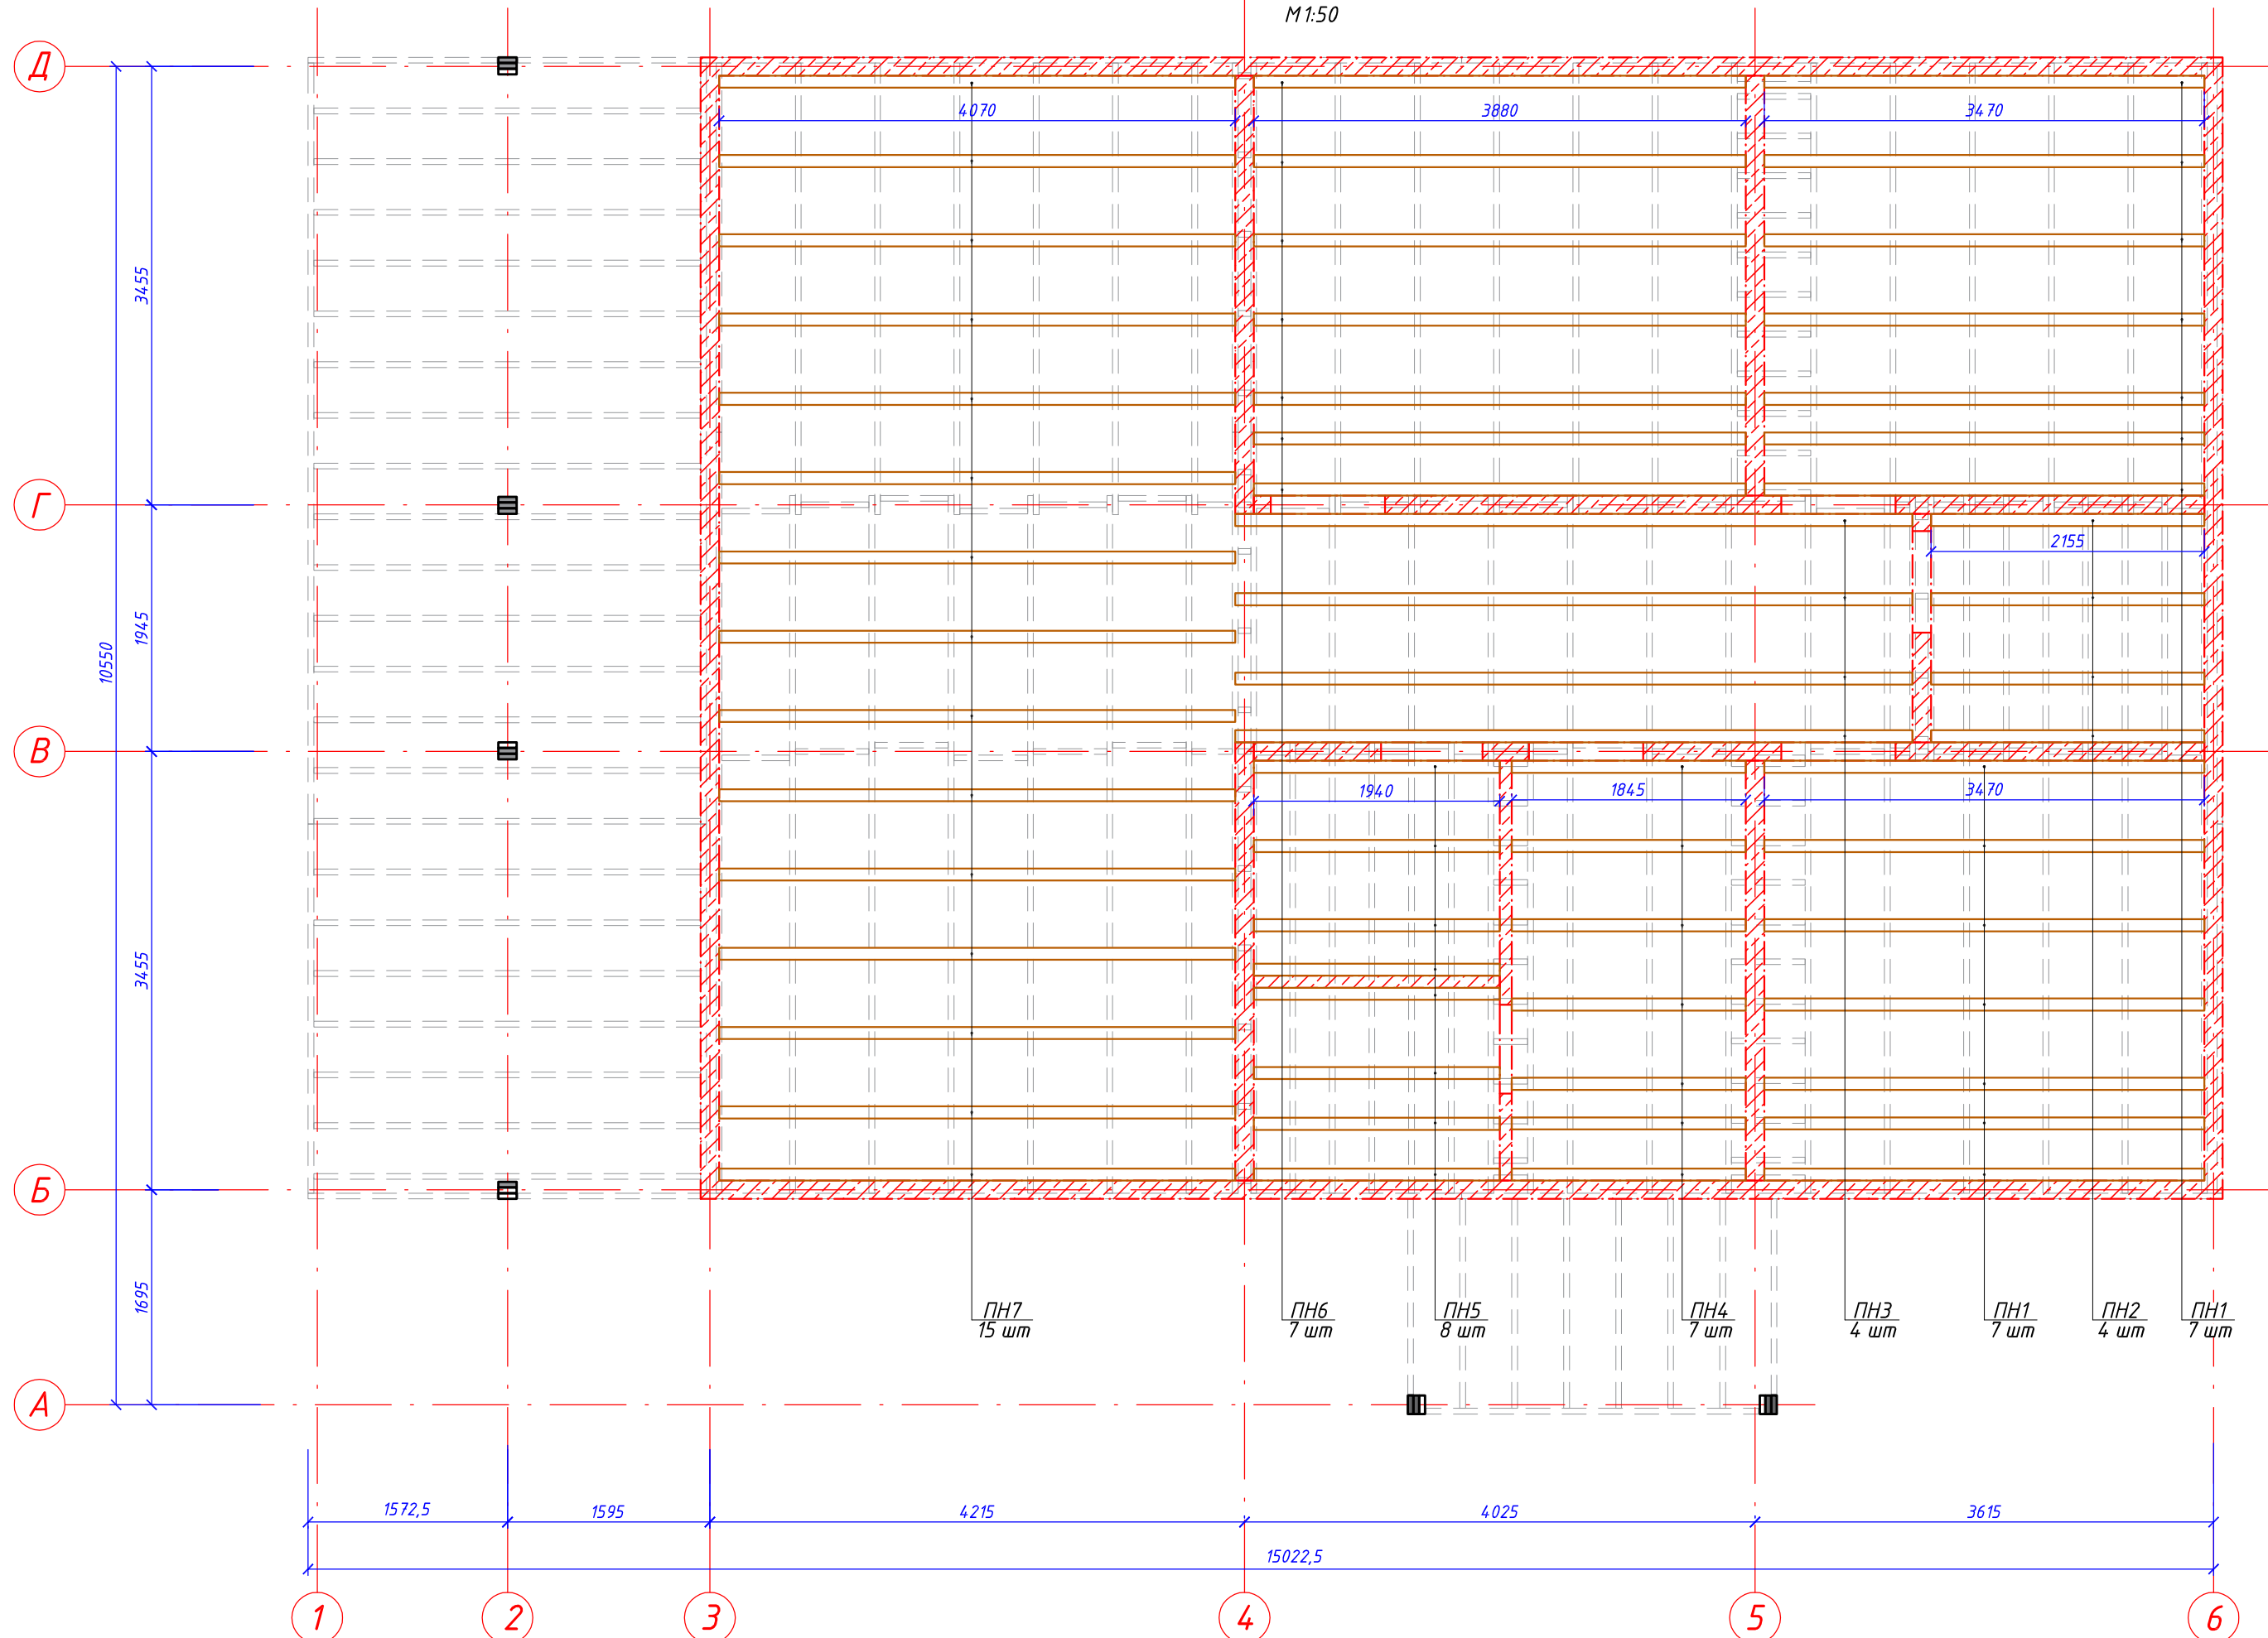 М 1:50
Д
4070
3880
3470
3455
Г
2155
1945
10550
В
1940
1845
3470
3455
Б
1695
ПН7
15 шт
ПН6
7 шт
ПН5
8 шт
ПН4
7 шт
ПН3
4 шт
ПН1
7 шт
ПН2
4 шт
ПН1
7 шт
А
1572,5
1595
4215
4025
3615
15022,5
1
2
3
4
5
6